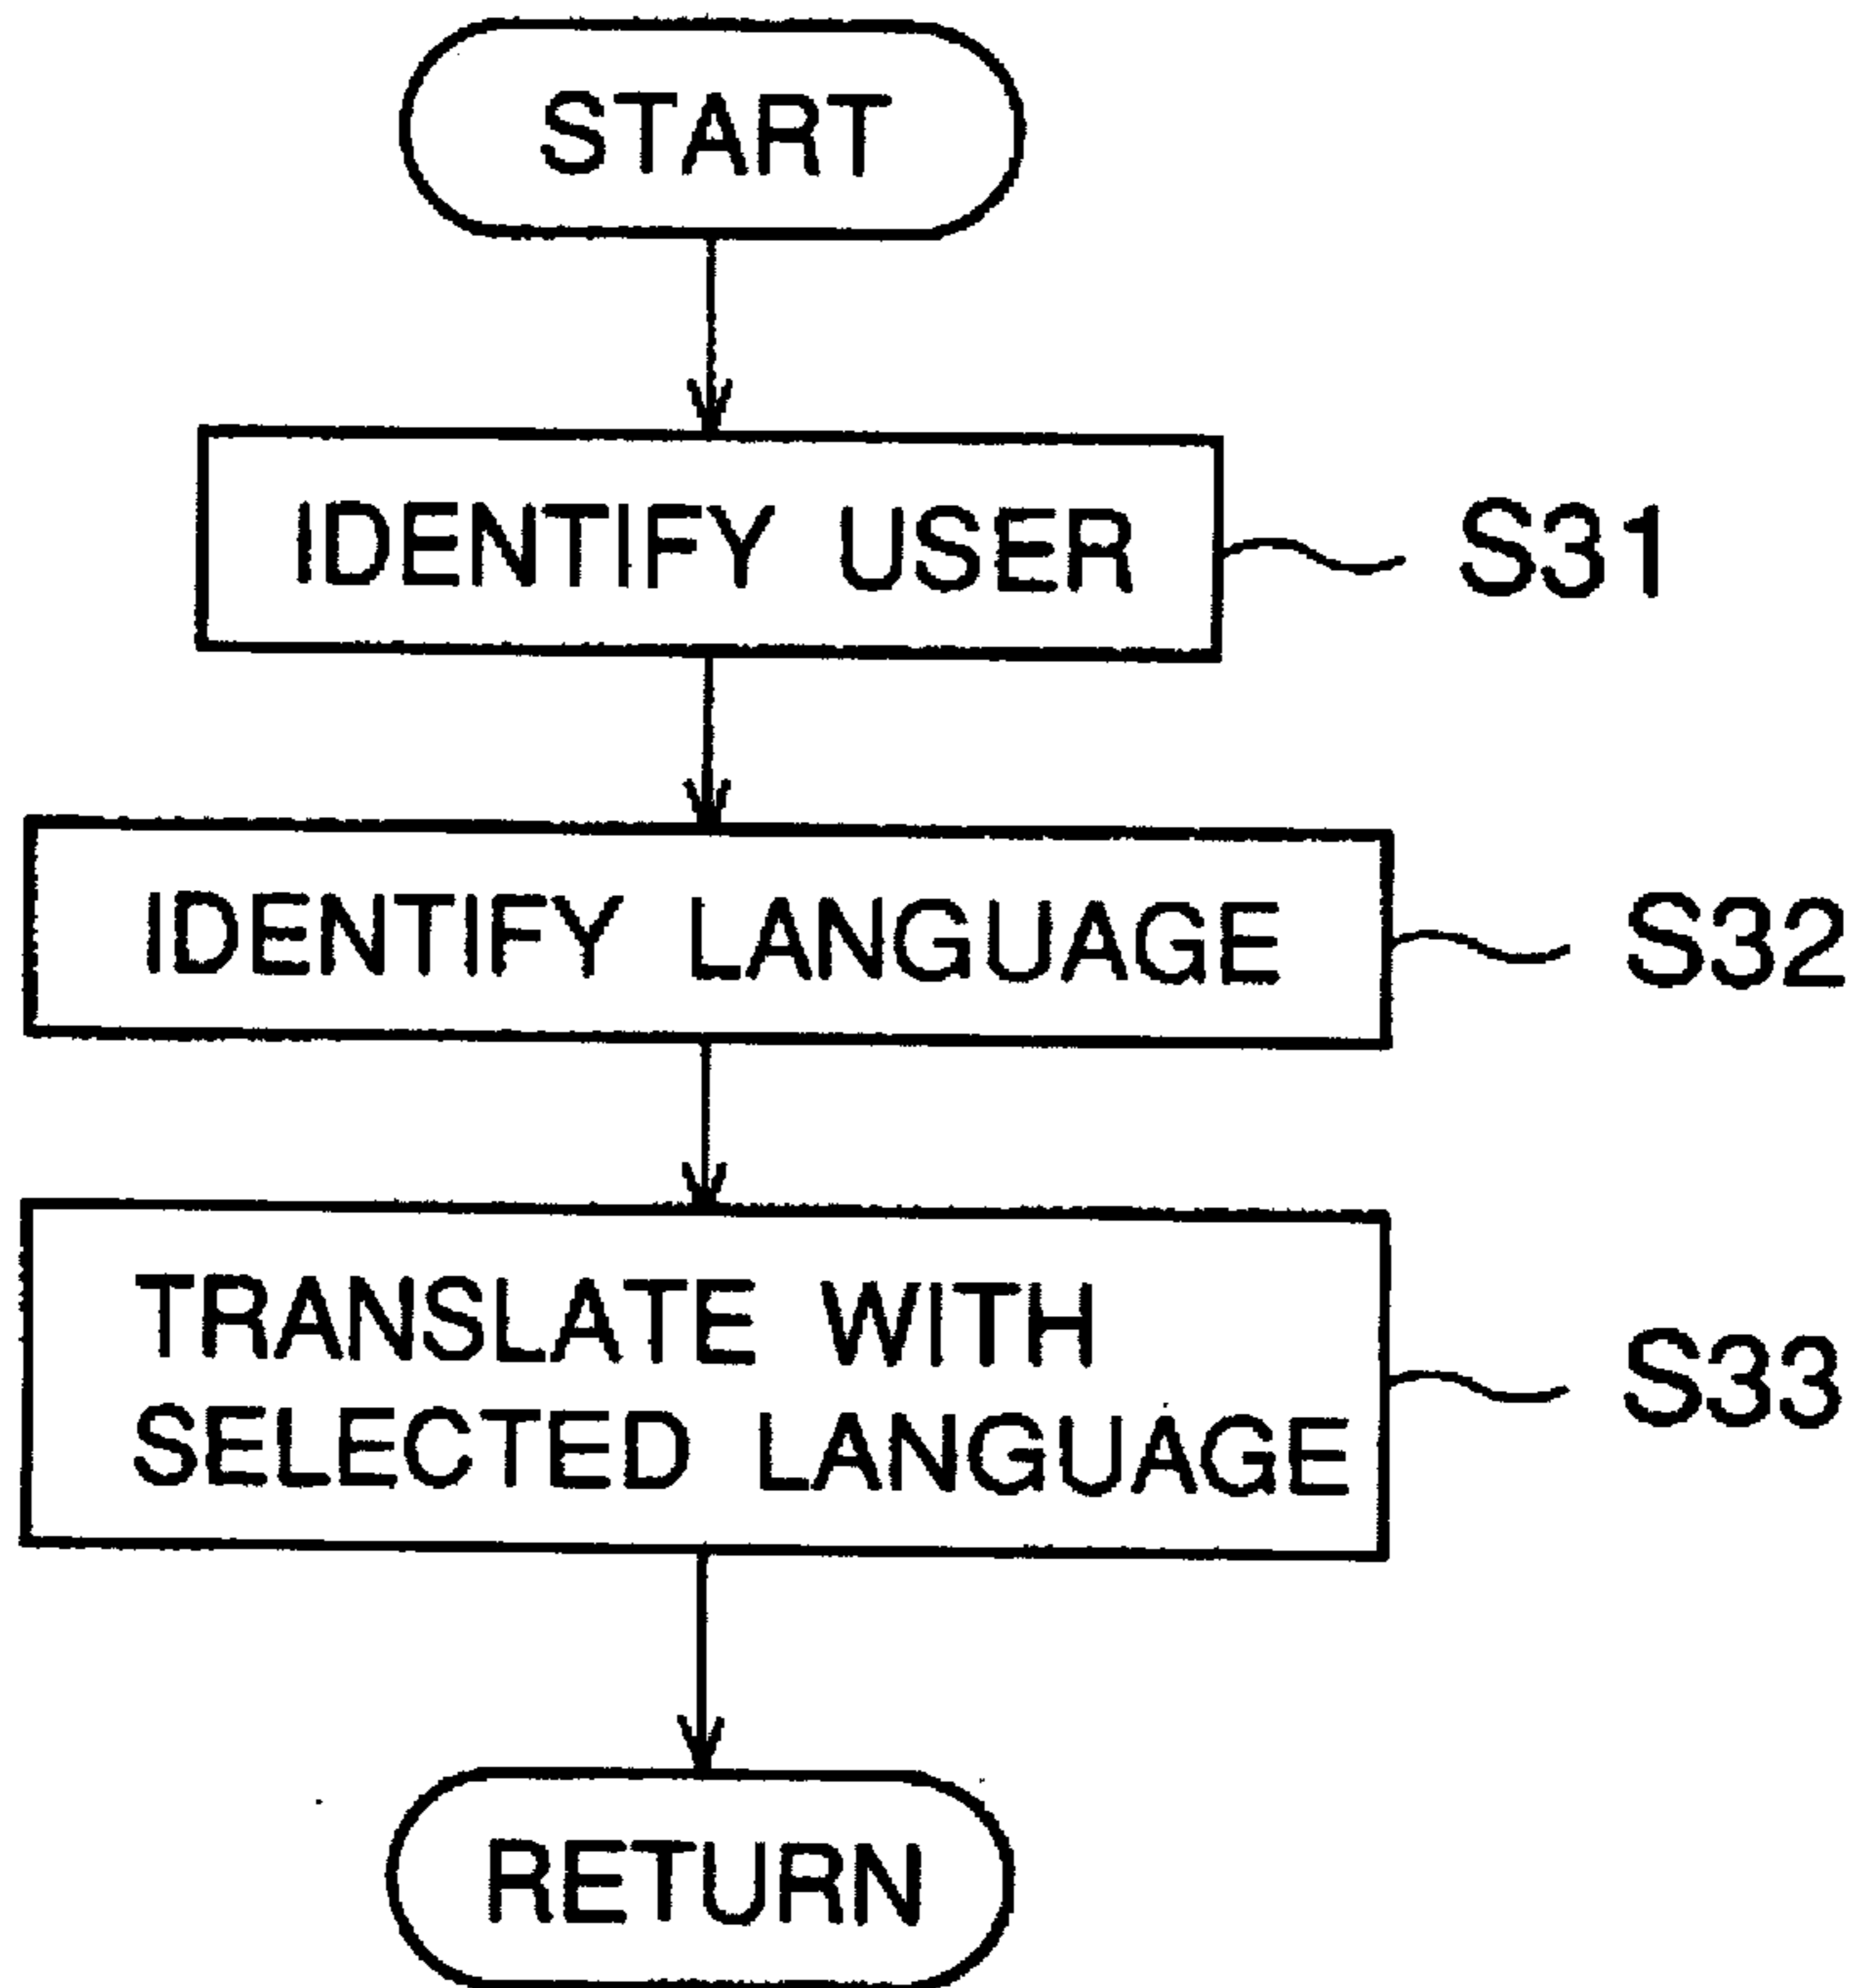 START
IDENTIFY USER
S31
IDENTIFY LANGUAGE
S32
TRANSLATE WITH
SELECTED LANGUAGE
S33
RETURN